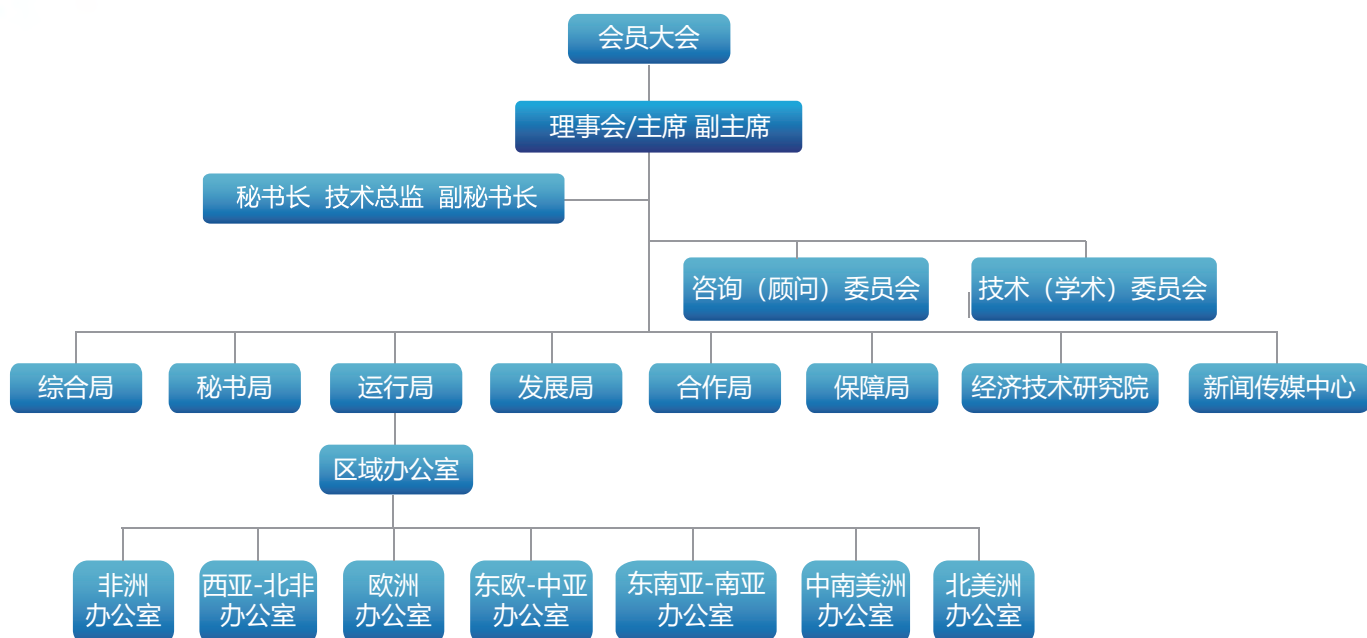 会员大会
理事会/主席 副主席
秘书长 技术总监 副秘书长
咨询（顾问）委员会
技术（学术）委员会
综合局
秘书局
运行局
发展局
合作局
保障局
经济技术研究院
新闻传媒中心
区域办公室
非洲
办公室
西亚-北非
办公室
欧洲
办公室
东欧-中亚
办公室
东南亚-南亚
办公室
中南美洲
办公室
北美洲
办公室